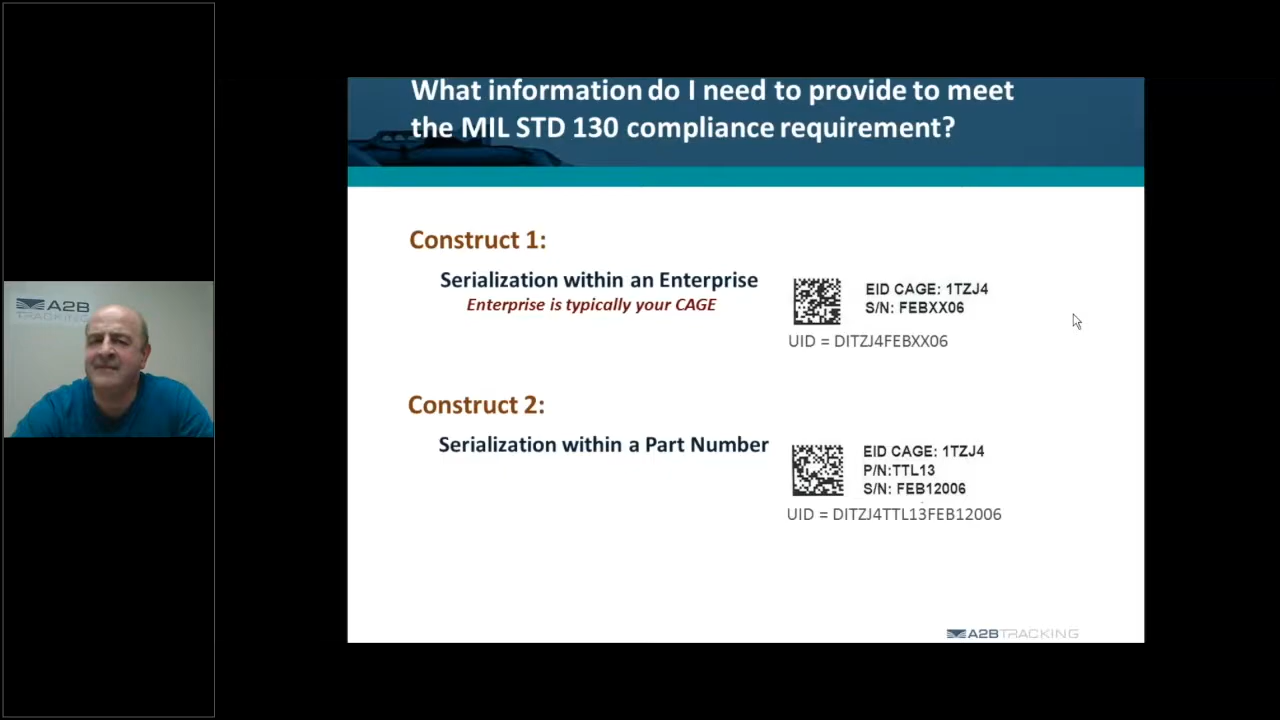 What information do I need to provide to meet
the MIL STD 130 compliance requirement?
Construct 1:
Serialization within an Enterprise
Enterprise is typically your CAGE
EID CAGE: 1TZJ4
S/N: FEBXX06
UID = DITZJ4FEBXX06
Construct 2:
Serialization within a Part Number
EID CAGE: 1TZJ4
P/N:TTL13
S/N: FEB12006
UID = DITZJ4TTL13FEB12006
A2BTRACKING
A2B
TRACKING